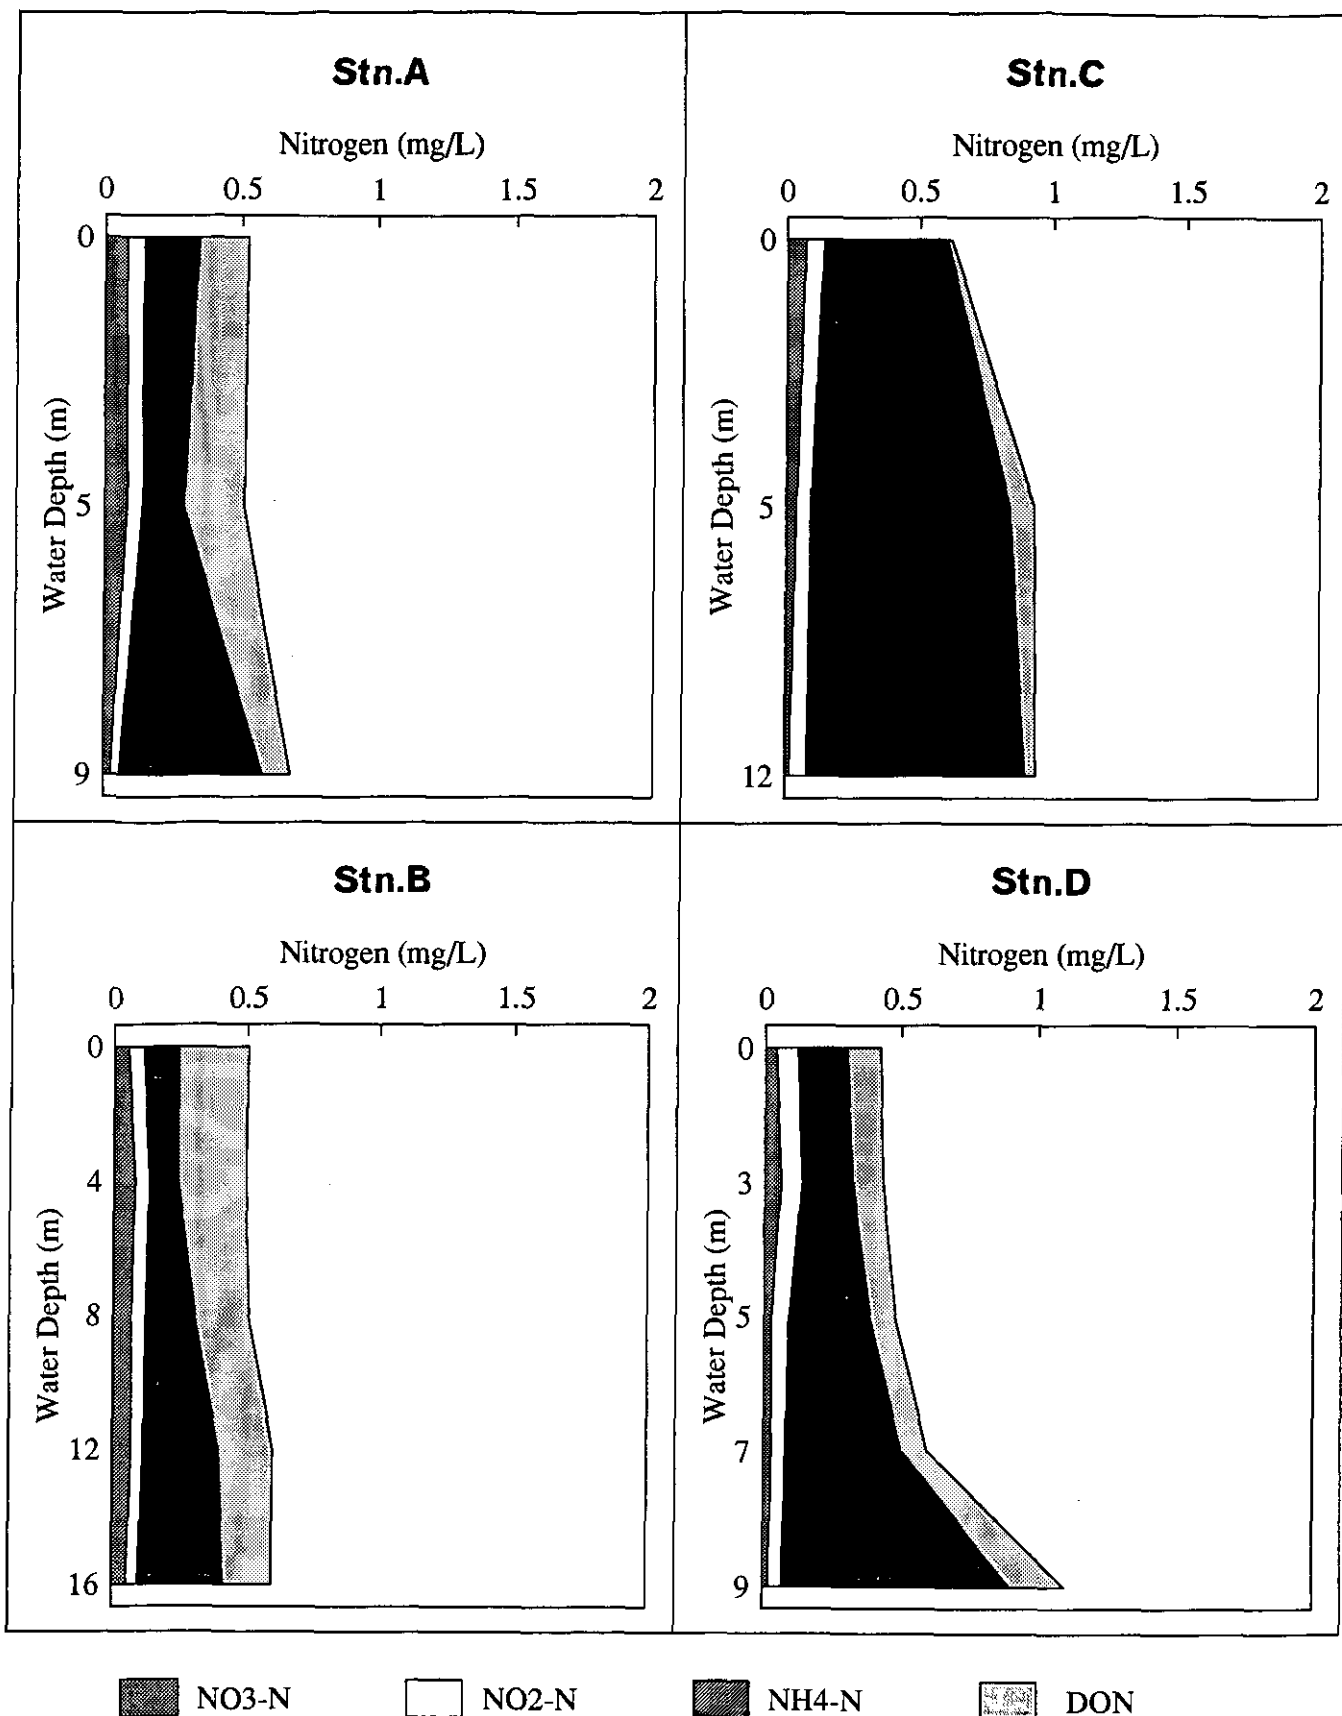 Stn.A
Nitrogen (mg/L)
0 0.5 1 1.5 2
0
5
9
Water Depth (m)
Stn.C
Nitrogen (mg/L)
0 0.5 1 1.5 2
0
5
12
Water Depth (m)
Stn.B
Nitrogen (mg/L)
0 0.5 1 1.5 2
0
4
8
12
16
Water Depth (m)
Stn.D
Nitrogen (mg/L)
0 0.5 1 1.5 2
0
3
5
7
9
Water Depth (m)
NO3-N NO2-N NH4-N DON